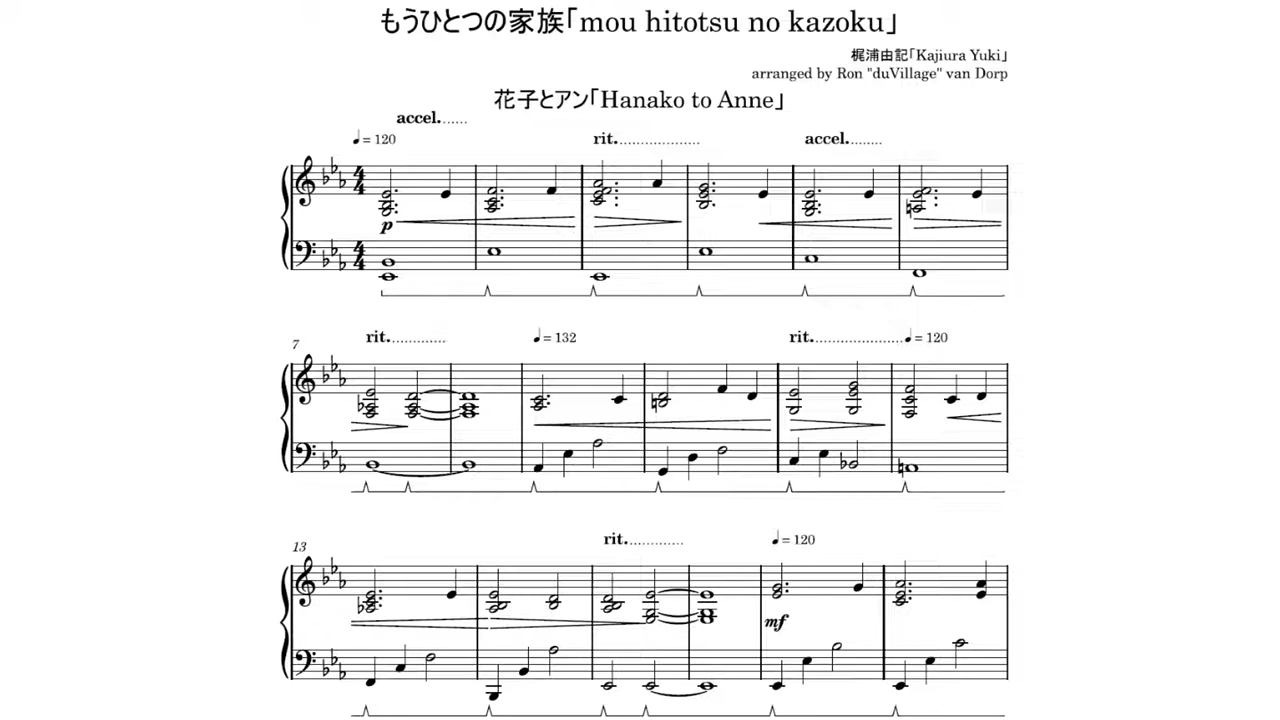 もうひとつの家族「mou hitotsu no kazoku」
梶浦由記「Kajiura Yuki」
arranged by Ron "duVillage" van Dorp
花子とアン「Hanako to Anne」
accel.......
♩ = 120
rit.....................
accel.........
p
7
rit..............
♩ = 132
rit.......................
♩ = 120
13
rit..............
♩ = 120
mf